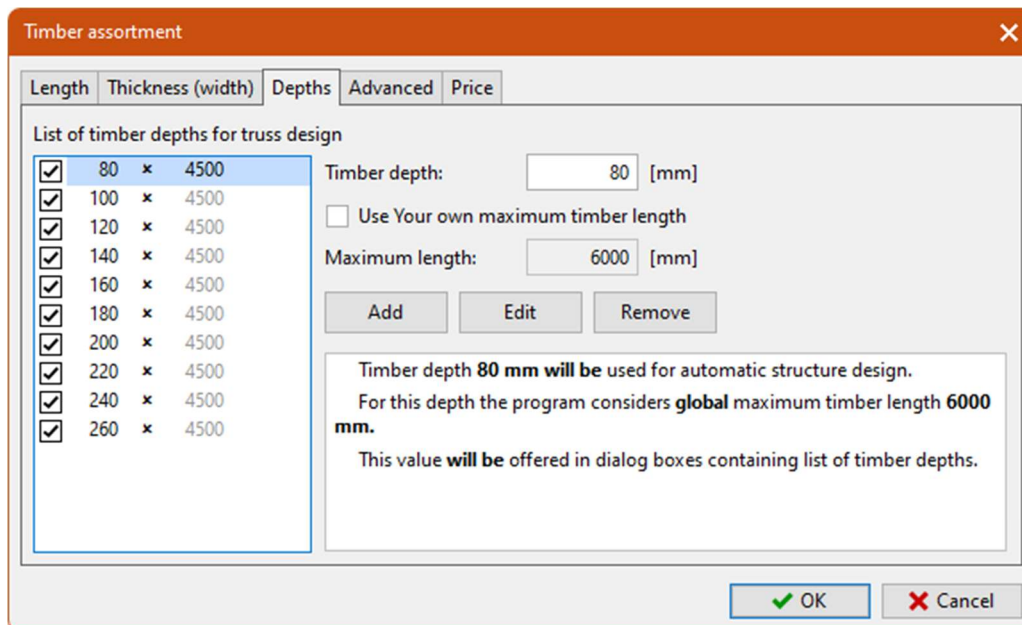 Timber assortment
Length Thickness (width) Depths Advanced Price
List of timber depths for truss design
80 × 4500
100 × 4500
120 × 4500
140 × 4500
160 × 4500
180 × 4500
200 × 4500
220 × 4500
240 × 4500
260 × 4500
Timber depth: 80 [mm]
Use Your own maximum timber length
Maximum length: 6000 [mm]
Add Edit Remove
Timber depth 80 mm will be used for automatic structure design.
For this depth the program considers global maximum timber length 6000
mm.
This value will be offered in dialog boxes containing list of timber depths.
OK Cancel